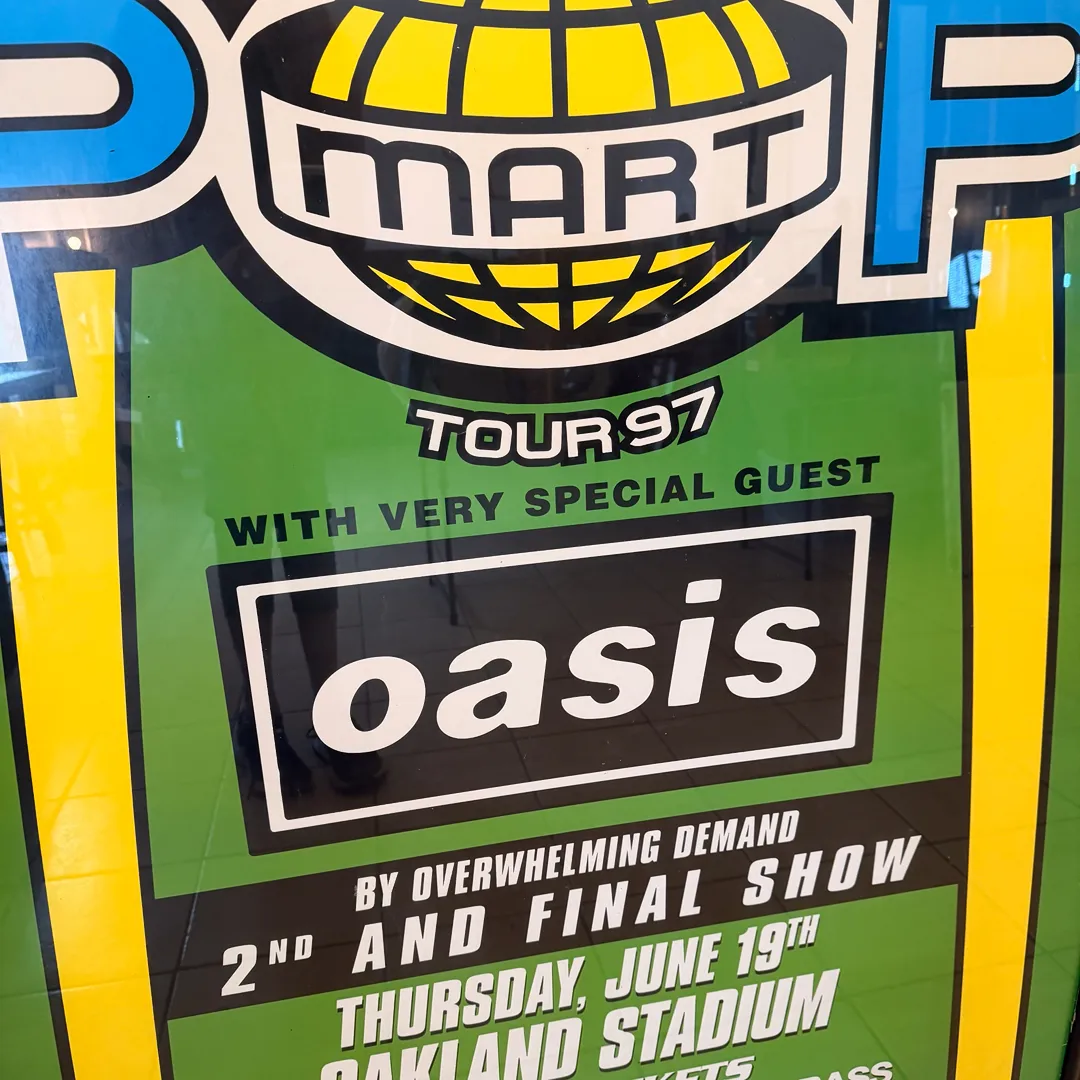 P P
MART
TOUR 97
WITH VERY SPECIAL GUEST
oasis
BY OVERWHELMING DEMAND
2ND AND FINAL SHOW
THURSDAY, JUNE 19TH
OAKLAND STADIUM